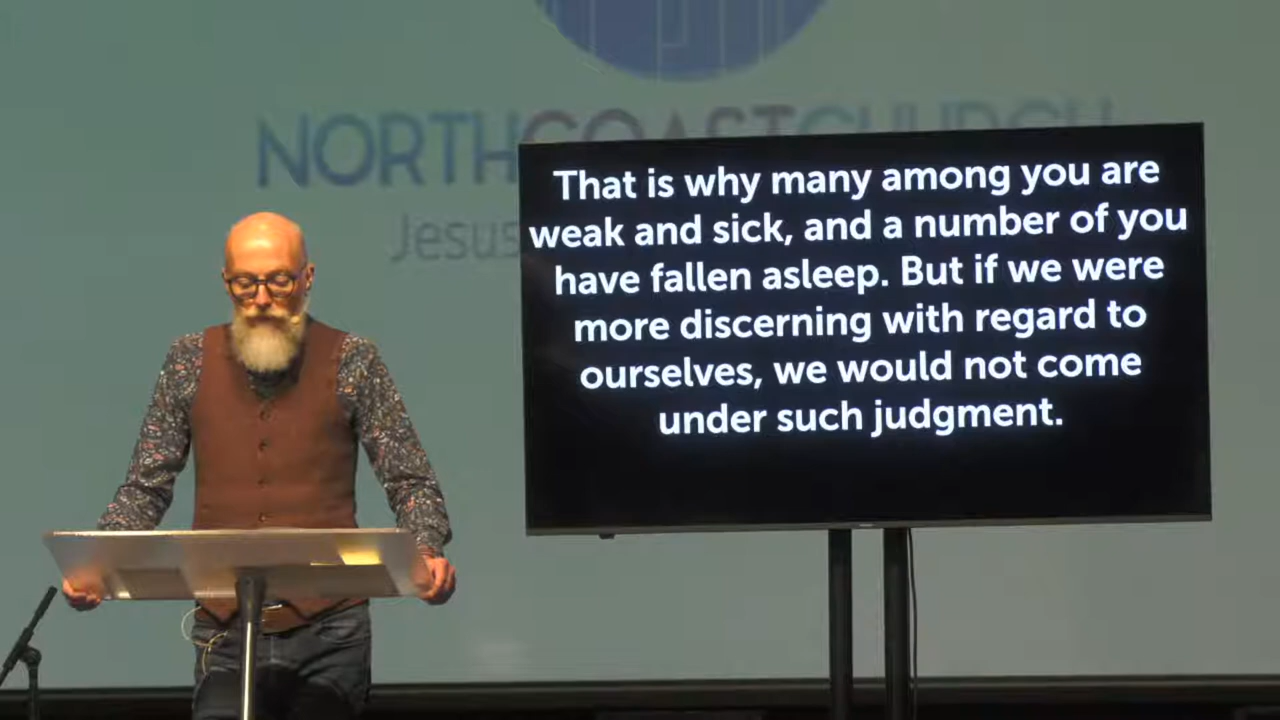 NORTHCOASTCHURCH
Jesus
That is why many among you are
weak and sick, and a number of you
have fallen asleep. But if we were
more discerning with regard to
ourselves, we would not come
under such judgment.